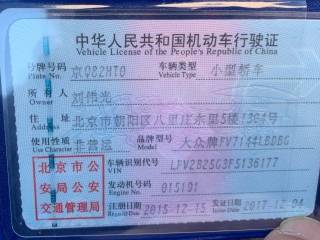 中华人民共和国机动车行驶证
Vehicle License of the People's Republic of China
号牌号码 京Q82HT0 车辆类型 小型轿车
Plate No. Vehicle Type
所有人
Owner
住址 北京市朝阳区八里庄东里5楼1304号
Address
使用性质 非营运 品牌型号 大众牌FV7144LBDBG
Use Character Model
北京市公安局公安交通管理局
车辆识别代号 LFV2B25G3F5136177
VIN
发动机号码 015191
Engine No.
注册日期 2015-12-15 发证日期 2017-12-04
Register Date Issue Date